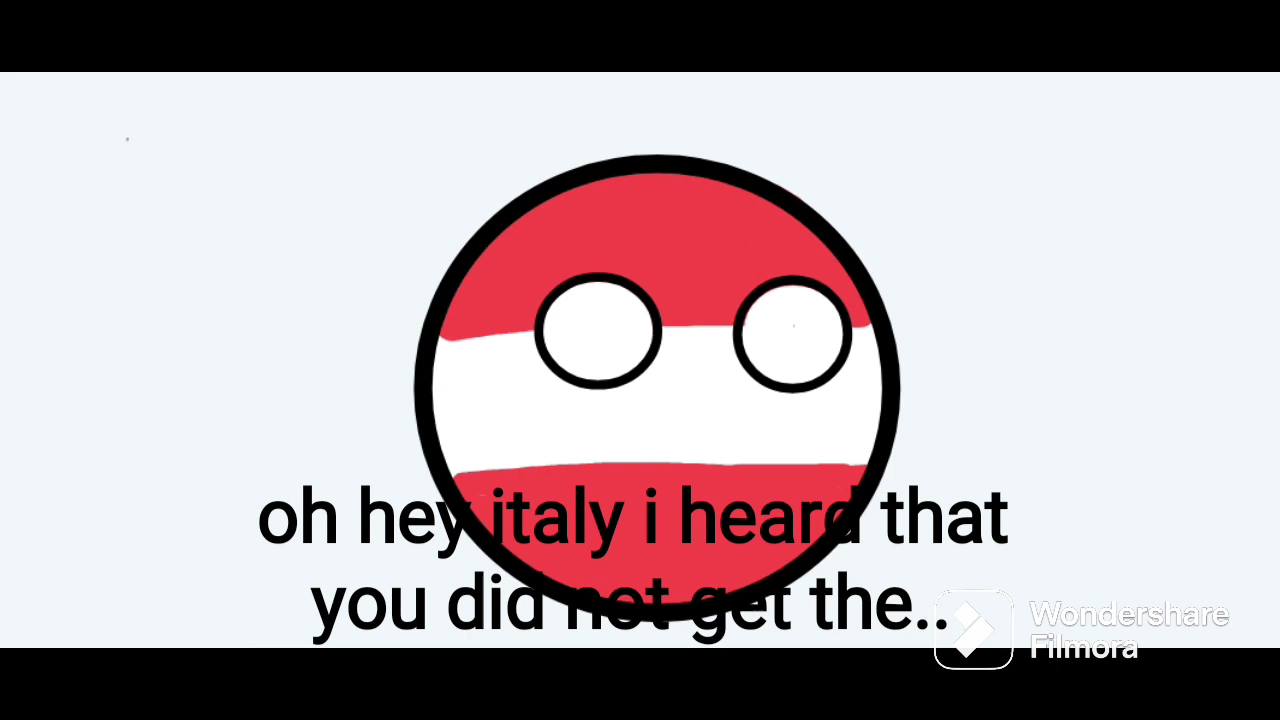 oh hey italy i heard that
you did not get the..
Wondershare
Filmora